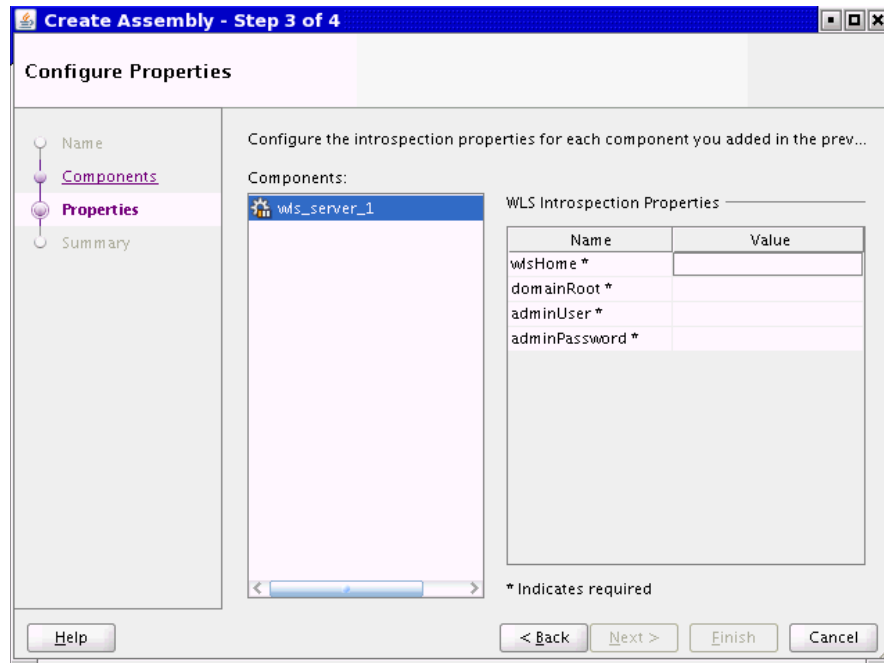 Create Assembly - Step 3 of 4
Configure Properties
Name
Components
Properties
Summary
Configure the introspection properties for each component you added in the prev...
Components:
wls_server_1
WLS Introspection Properties
Name Value
wlsHome *
domainRoot *
adminUser *
adminPassword *
* Indicates required
Help < Back Next > Finish Cancel